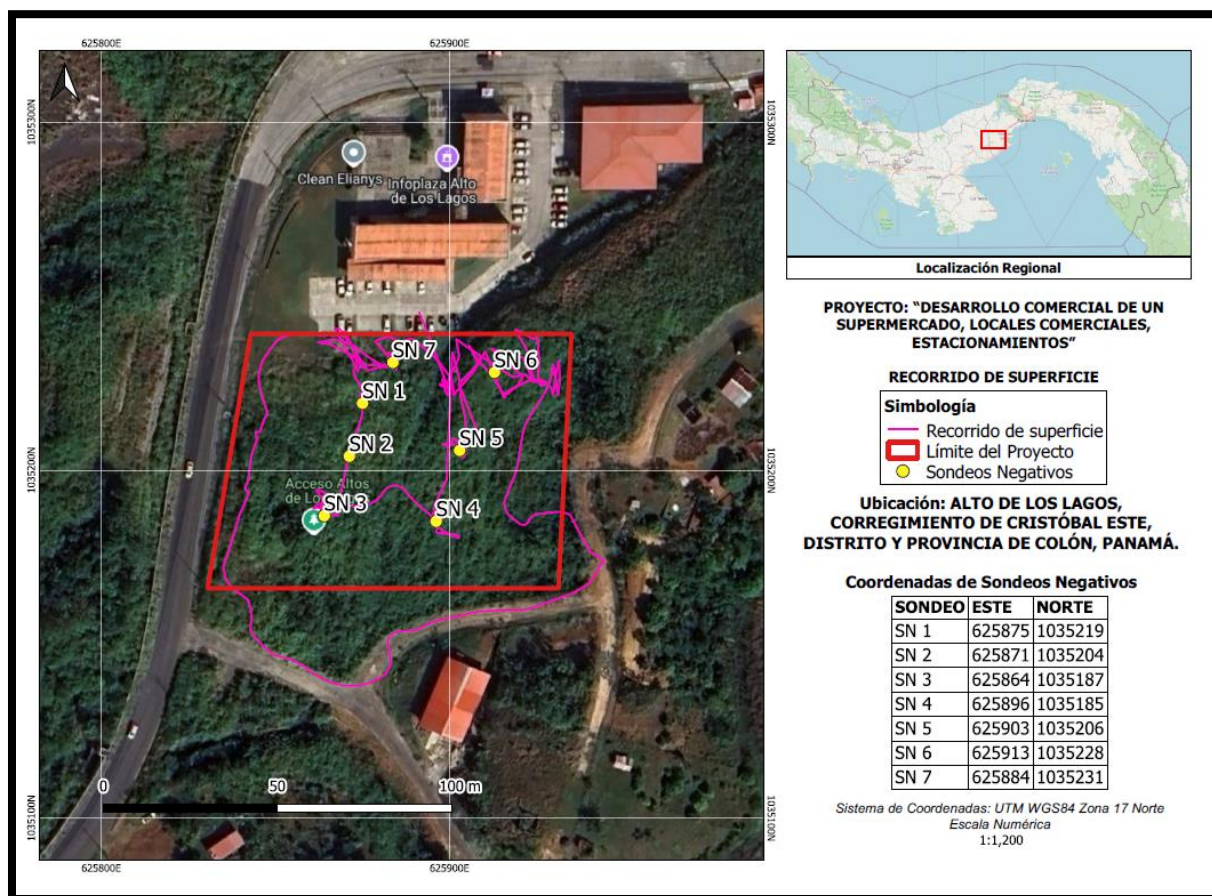 625800E
625900E
1035300N
1035300N
Clean Elianys
Infoplaza Alto
de Los Lagos
SN 7
SN 6
SN 1
SN 2
SN 5
1035200N
1035200N
Acceso Altos
SN 3
SN 4
0
50
100 m
1035100N
1035100N
625800E
625900E
Localización Regional
PROYECTO: “DESARROLLO COMERCIAL DE UN
SUPERMERCADO, LOCALES COMERCIALES,
ESTACIONAMIENTOS”
RECORRIDO DE SUPERFICIE
Simbología
Recorrido de superficie
Límite del Proyecto
Sondeos Negativos
Ubicación: ALTO DE LOS LAGOS,
CORREGIMIENTO DE CRISTÓBAL ESTE,
DISTRITO Y PROVINCIA DE COLÓN, PANAMÁ.
Coordenadas de Sondeos Negativos
SONDEO ESTE NORTE
SN 1 625875 1035219
SN 2 625871 1035204
SN 3 625864 1035187
SN 4 625896 1035185
SN 5 625903 1035206
SN 6 625913 1035228
SN 7 625884 1035231
Sistema de Coordenadas: UTM WGS84 Zona 17 Norte
Escala Numérica
1:1,200